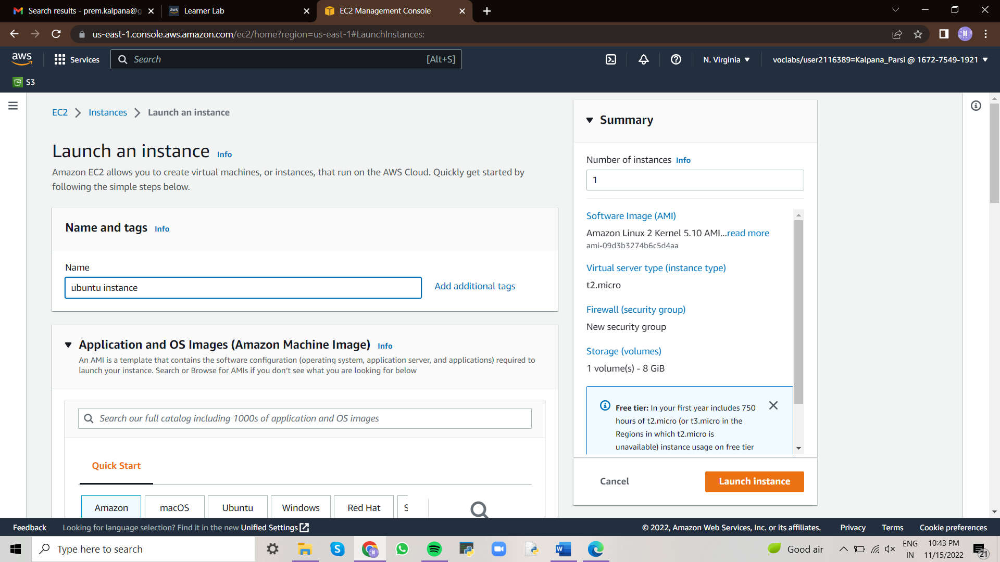 Search results - prem.kalpana@g
Learner Lab
EC2 Management Console
us-east-1.console.aws.amazon.com/ec2/home?region=us-east-1#LaunchInstances:
aws
Services
Search
[Alt+S]
N. Virginia
voclabs/user2116389=Kalpana_Parsi @ 1672-7549-1921
S3
EC2
Instances
Launch an instance
Launch an instance Info
Amazon EC2 allows you to create virtual machines, or instances, that run on the AWS Cloud. Quickly get started by
following the simple steps below.
Name and tags Info
Name
ubuntu instance
Add additional tags
Application and OS Images (Amazon Machine Image) Info
An AMI is a template that contains the software configuration (operating system, application server, and applications) required to
launch your instance. Search or Browse for AMIs if you don't see what you are looking for below
Search our full catalog including 1000s of application and OS images
Quick Start
Amazon
macOS
Ubuntu
Windows
Red Hat
S
Summary
Number of instances Info
1
Software Image (AMI)
Amazon Linux 2 Kernel 5.10 AMI...read more
ami-09d3b3274b6c5d4aa
Virtual server type (instance type)
t2.micro
Firewall (security group)
New security group
Storage (volumes)
1 volume(s) - 8 GiB
Free tier: In your first year includes 750
hours of t2.micro (or t3.micro in the
Regions in which t2.micro is
unavailable) instance usage on free tier
Cancel
Launch instance
Feedback
Looking for language selection? Find it in the new Unified Settings
© 2022, Amazon Web Services, Inc. or its affiliates.
Privacy
Terms
Cookie preferences
Type here to search
Good air
ENG
IN
10:43 PM
11/15/2022
21